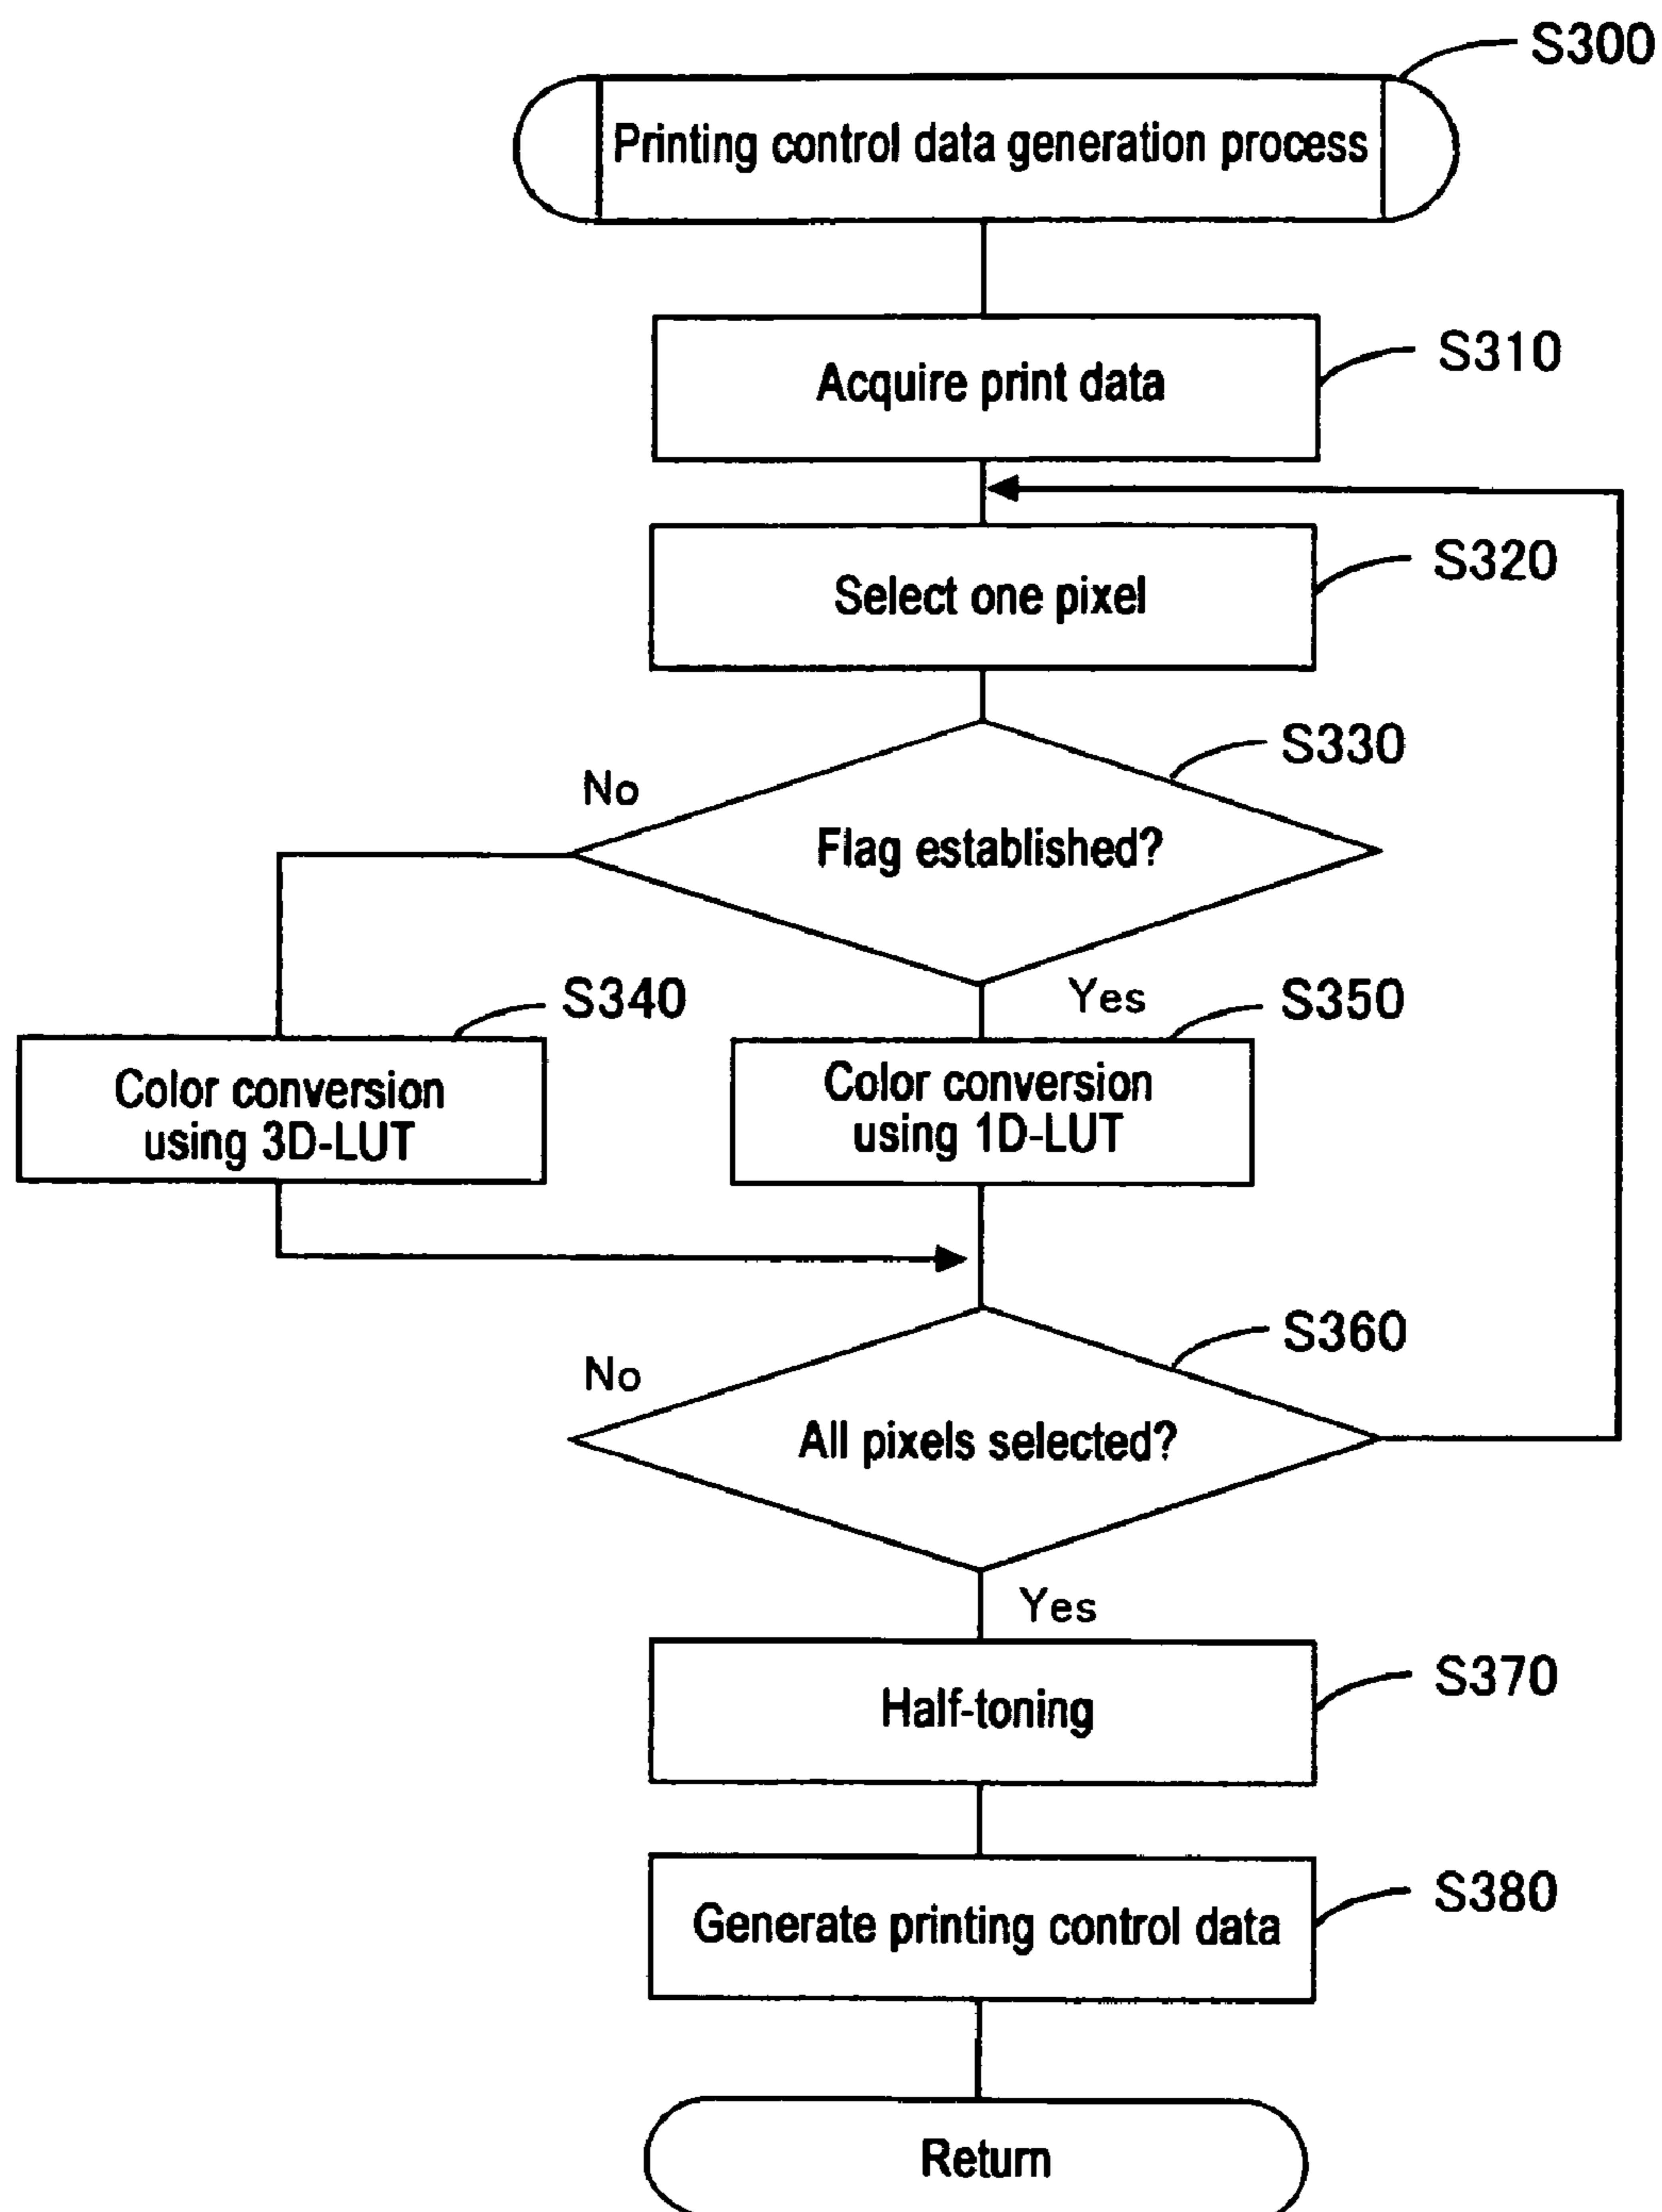 S300
Printing control data generation process
S310
Acquire print data
S320
Select one pixel
S330
No
Flag established?
Yes
S340
S350
Color conversion
using 3D-LUT
Color conversion
using 1D-LUT
S360
No
All pixels selected?
Yes
S370
Half-toning
S380
Generate printing control data
Return